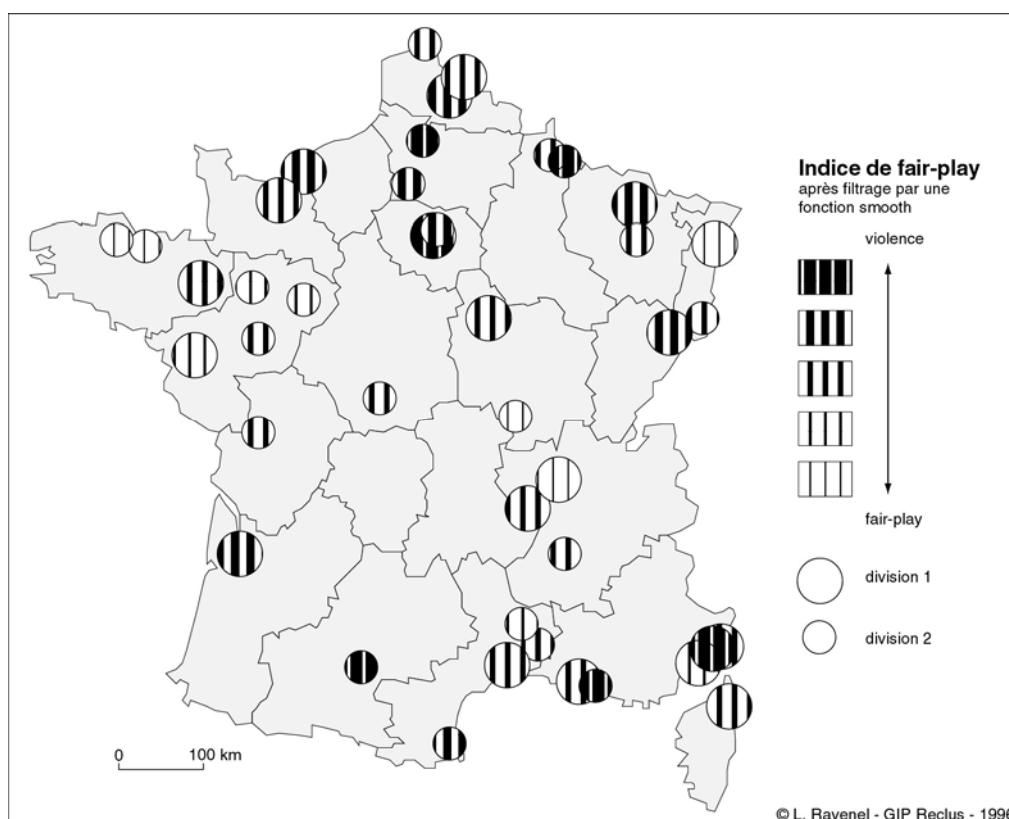 Indice de fair-play
après filtrage par une
fonction smooth
violence
fair-play
division 1
division 2
0 100 km
© L. Ravenel - GIP Reclus - 1996